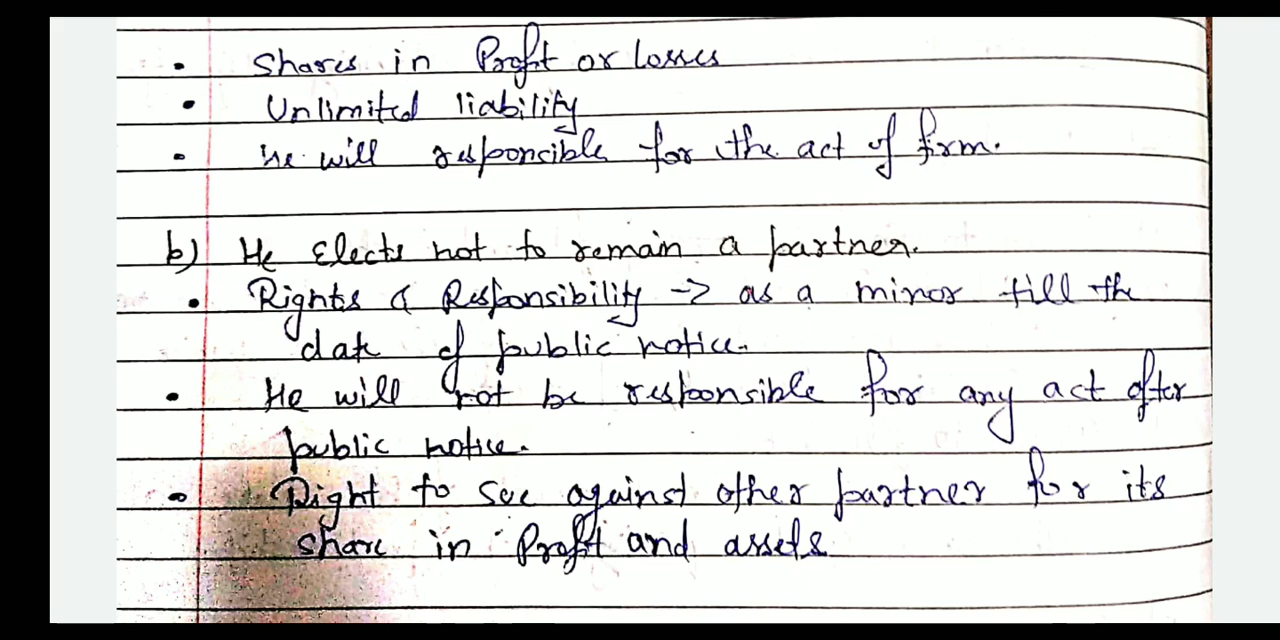 • Shares in Profit or losses
• Unlimited liability
• He will responcible for the act of firm.
b) He Elects not to remain a partner.
• Rights & Responsibility -> as a minor till the
date of public notice.
• He will not be responsible for any act after
public notice.
• Right to sue against other partner for its
share in Profit and assets